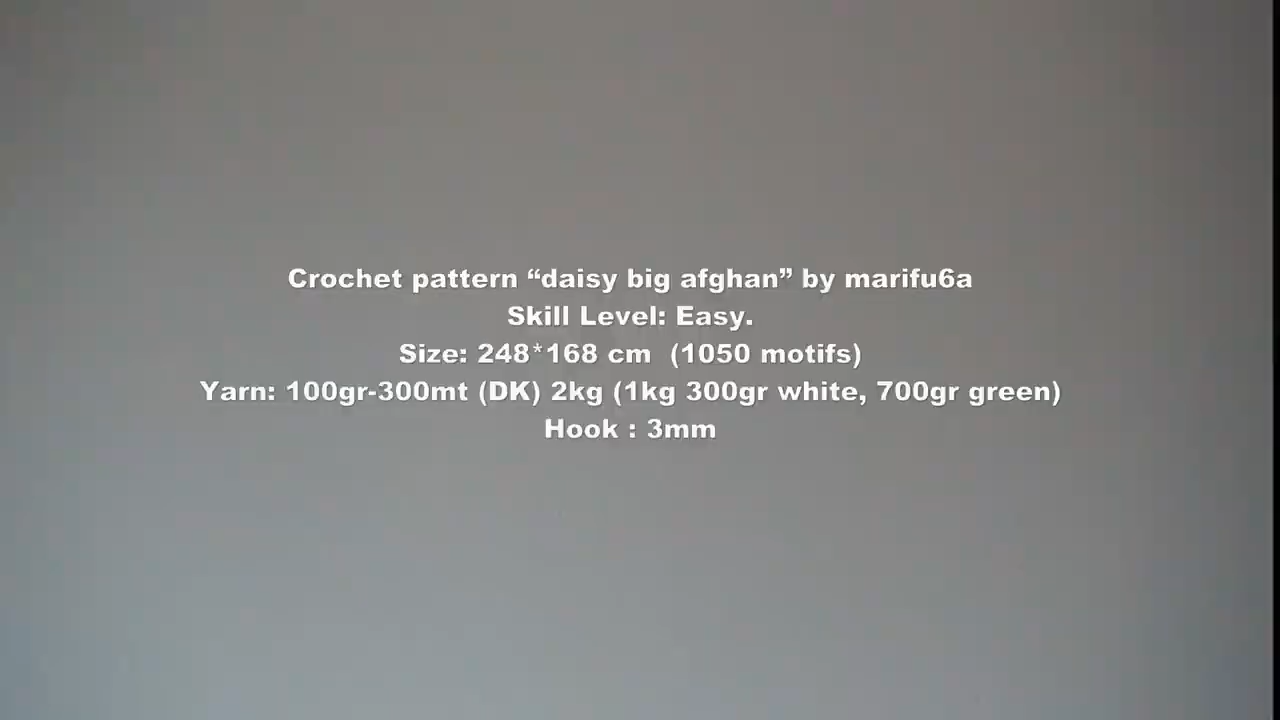 Crochet pattern “daisy big afghan” by marifu6a
Skill Level: Easy.
Size: 248*168 cm  (1050 motifs)
Yarn: 100gr-300mt (DK) 2kg (1kg 300gr white, 700gr green)
Hook : 3mm